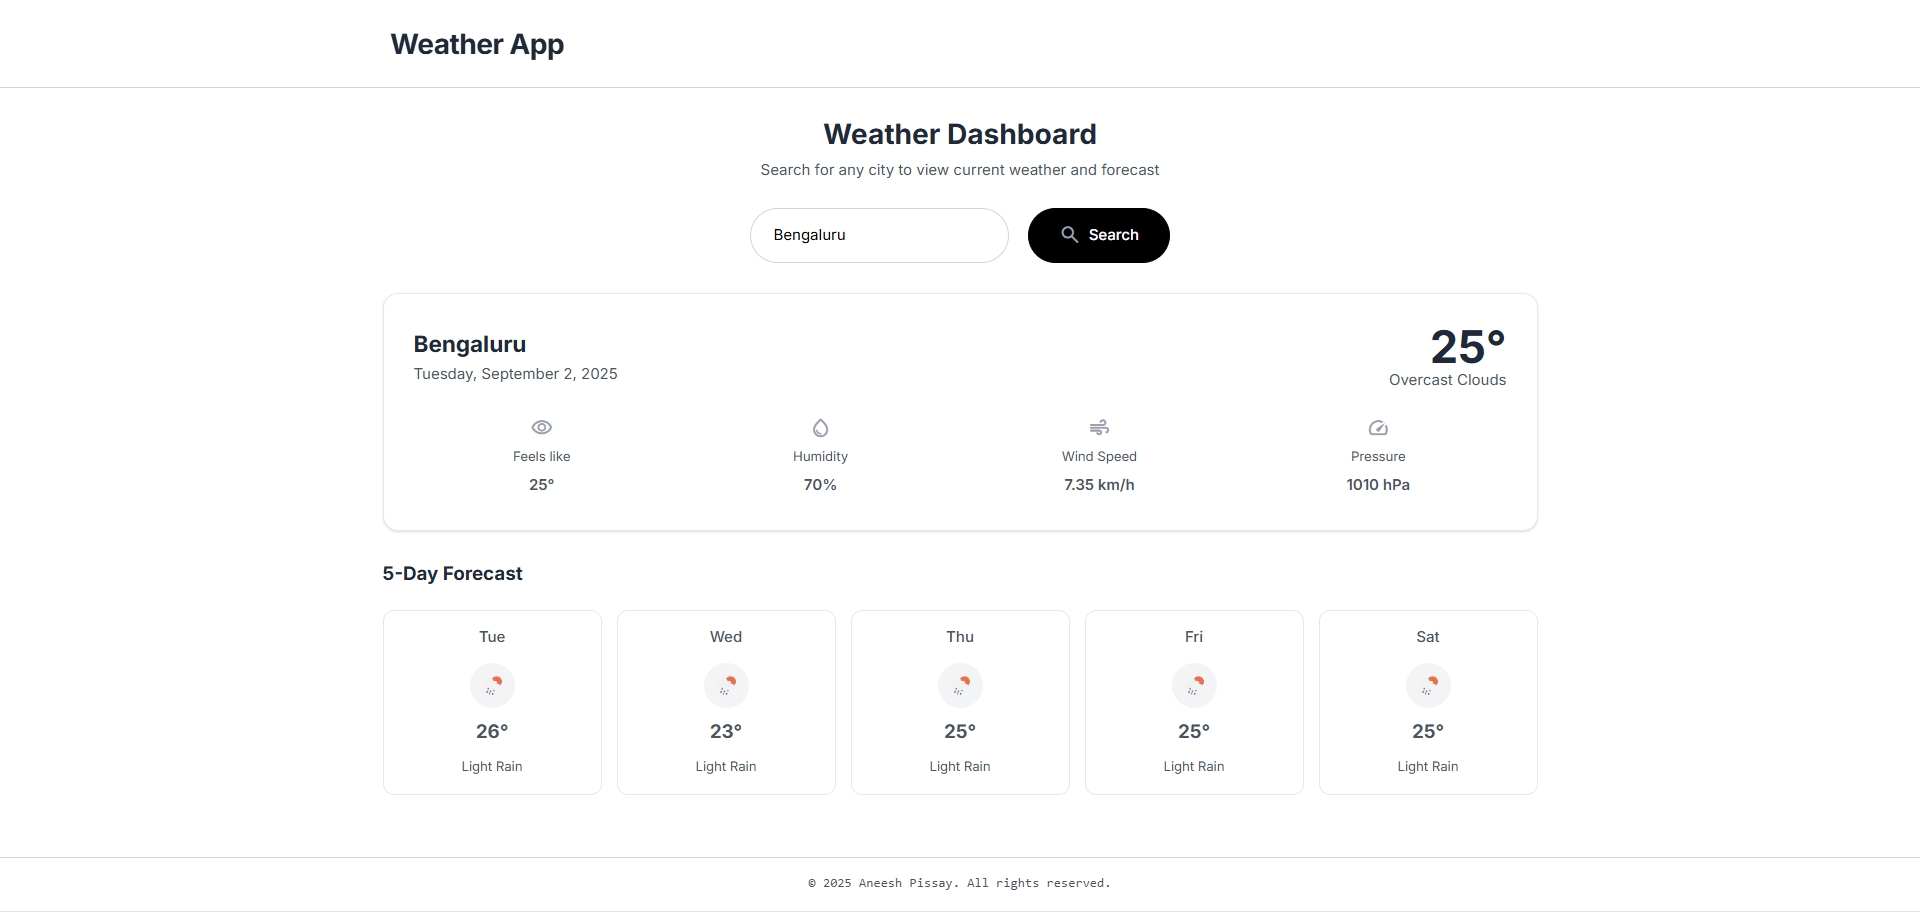 Weather App
Weather Dashboard
Search for any city to view current weather and forecast
Bengaluru
Search
Bengaluru
Tuesday, September 2, 2025
25°
Overcast Clouds
Feels like
25°
Humidity
70%
Wind Speed
7.35 km/h
Pressure
1010 hPa
5-Day Forecast
Tue
26°
Light Rain
Wed
23°
Light Rain
Thu
25°
Light Rain
Fri
25°
Light Rain
Sat
25°
Light Rain
© 2025 Aneesh Pissay. All rights reserved.